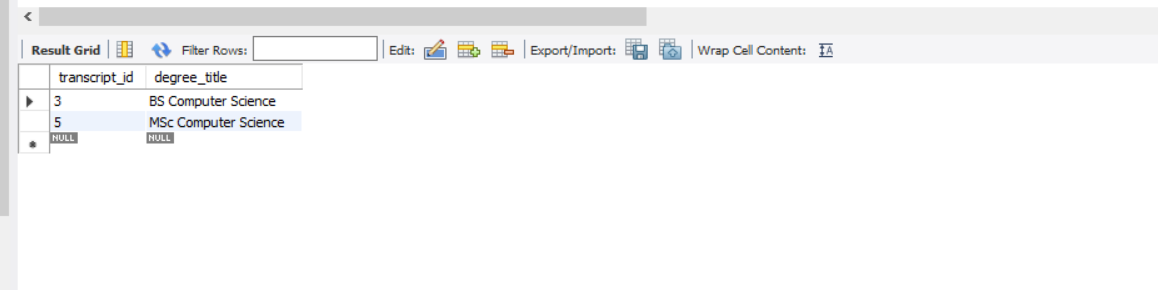 Result Grid Filter Rows: Edit: Export/Import: Wrap Cell Content: IA
transcript_id degree_title
3 BS Computer Science
5 MSc Computer Science
NULL NULL